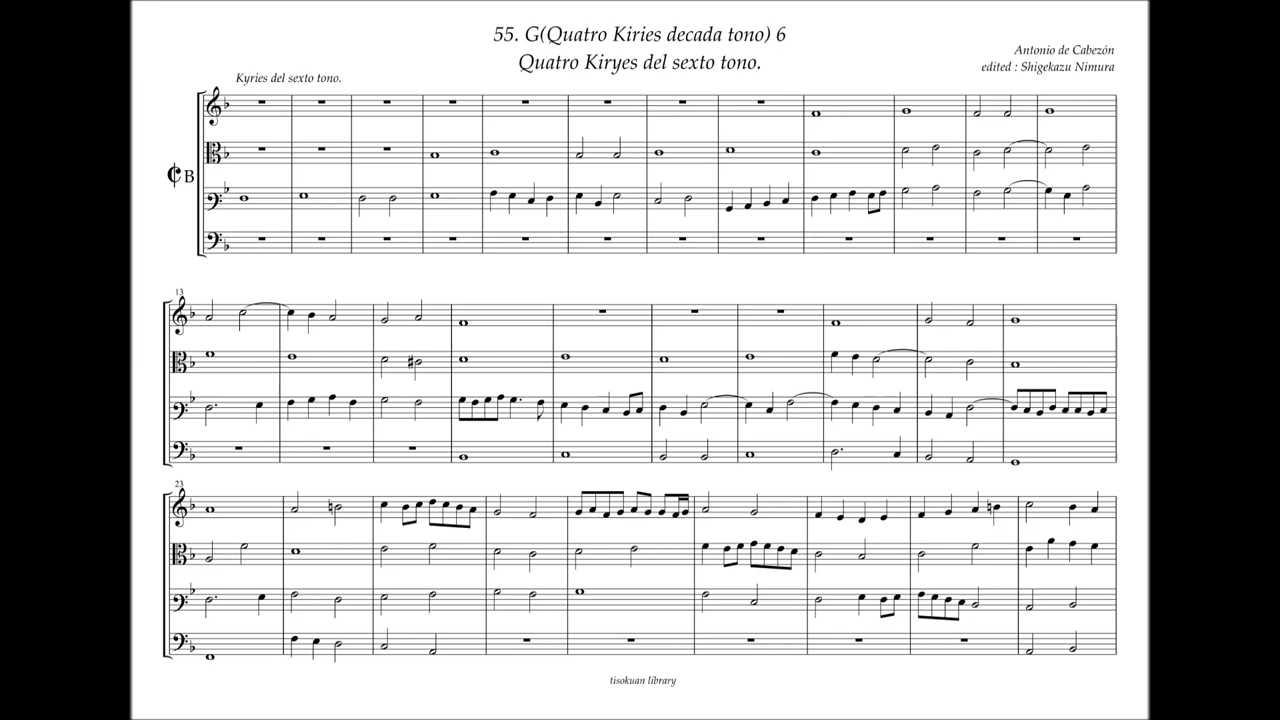 55. G(Quatro Kiries decada tono) 6
Quatro Kiryes del sexto tono.
Antonio de Cabezón
edited : Shigekazu Nimura
Kyries del sexto tono.
B
13
23
tisokuan library